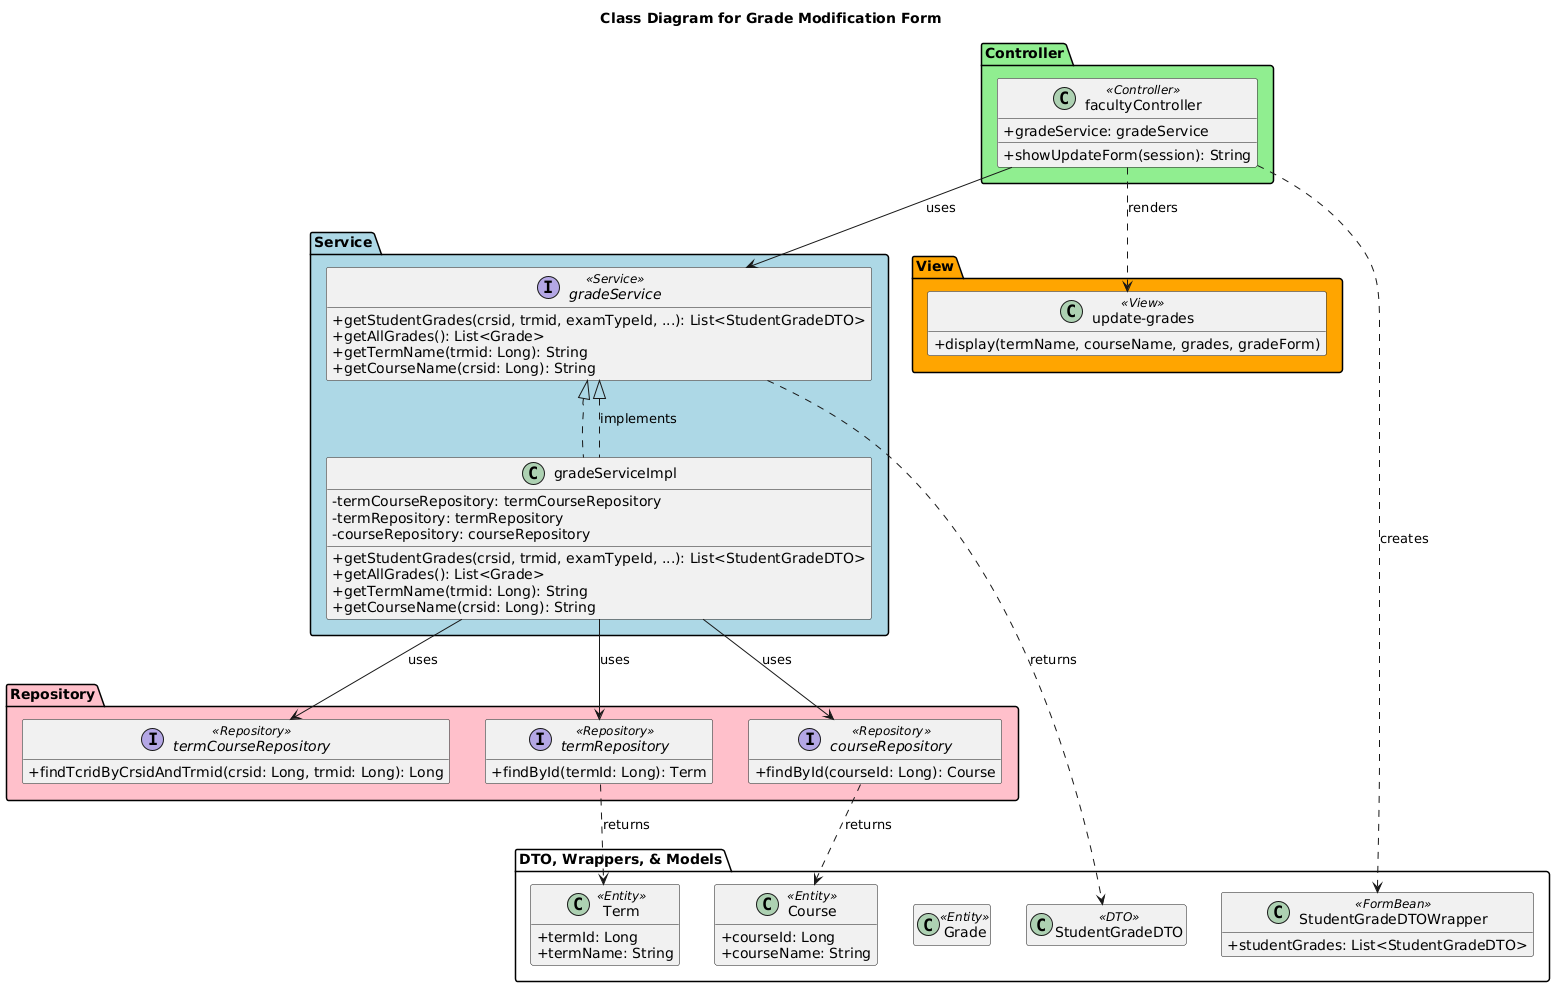 Class Diagram for Grade Modification Form
Controller
C
«Controller»
facultyController
+gradeService: gradeService
+showUpdateForm(session): String
uses
renders
Service
I
«Service»
gradeService
+getStudentGrades(crsid, trmid, examTypeId, ...): List<StudentGradeDTO>
+getAllGrades(): List<Grade>
+getTermName(trmid: Long): String
+getCourseName(crsid: Long): String
View
C
«View»
update-grades
+display(termName, courseName, grades, gradeForm)
implements
C
gradeServiceImpl
-termCourseRepository: termCourseRepository
-termRepository: termRepository
-courseRepository: courseRepository
+getStudentGrades(crsid, trmid, examTypeId, ...): List<StudentGradeDTO>
+getAllGrades(): List<Grade>
+getTermName(trmid: Long): String
+getCourseName(crsid: Long): String
creates
uses
uses
uses
returns
Repository
I
«Repository»
termCourseRepository
+findTcridByCrsidAndTrmid(crsid: Long, trmid: Long): Long
I
«Repository»
termRepository
+findById(termId: Long): Term
I
«Repository»
courseRepository
+findById(courseId: Long): Course
returns
returns
DTO, Wrappers, & Models
C
«Entity»
Term
+termId: Long
+termName: String
C
«Entity»
Course
+courseId: Long
+courseName: String
C
«Entity»
Grade
C
«DTO»
StudentGradeDTO
C
«FormBean»
StudentGradeDTOWrapper
+studentGrades: List<StudentGradeDTO>